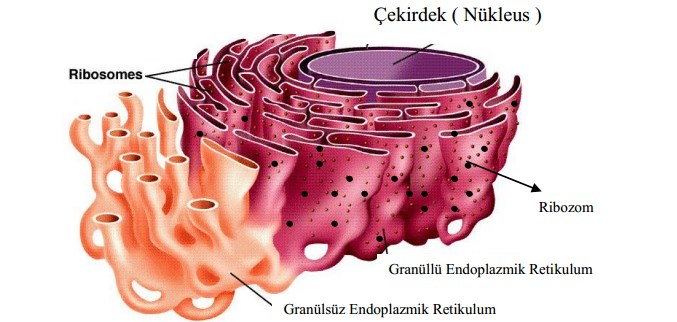 Çekirdek ( Nükleus )
Ribosomes
Ribozom
Granüllü Endoplazmik Retikulum
Granülsüz Endoplazmik Retikulum